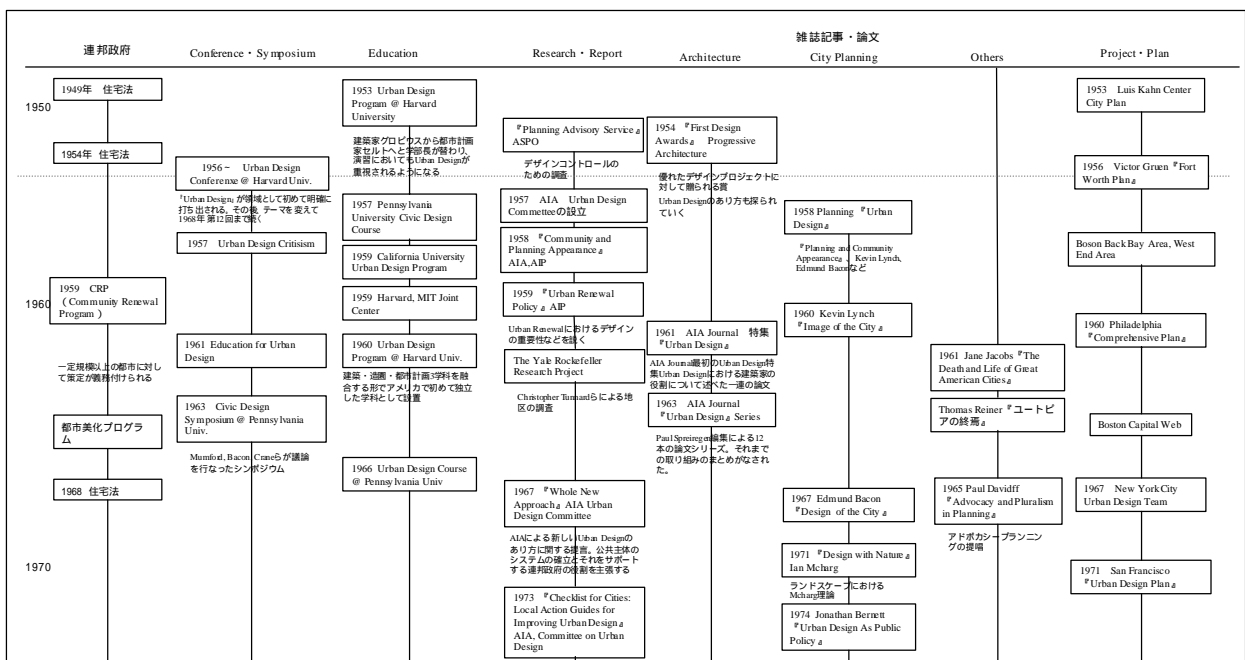 連邦政府
Conference・Symposium
Education
Research・Report
雑誌記事・論文
Architecture
City Planning
Others
Project・Plan
1950
1960
1970
1949年 住宅法
1954年 住宅法
1959 CRP
(Community Renewal
Program)
一定規模以上の都市に対し
て策定が義務付けられる
都市美化プログラ
ム
1968 住宅法
1956~ Urban Design
Conferenxe @ Harvard Univ.
「Urban Design」が領域として初めて明確に
打ち出される。その後、テーマを変えて
1968年 第12回まで続く
1957 Urban Design Critisism
1961 Education for Urban
Design
1963 Civic Design
Symposium @ Pennsylvania
Univ.
Mumford, Bacon, Craneらが議論
を行なったシンポジウム
1953 Urban Design
Program @ Harvard
University
建築家グロピウスから都市計画
家セルトへと学部長が替わり、
演習においてもUrban Designが
重視されるようになる
1957 Pennsylvania
University Civic Design
Course
1959 California University
Urban Design Program
1959 Harvard, MIT Joint
Center
1960 Urban Design
Program @ Harvard Univ.
建築・造園・都市計画3学科を融
合する形でアメリカで初めて独立
した学科として設置
1966 Urban Design Course
@ Pennsylvania Univ
『Planning Advisory Service』
ASPO
デザインコントロールの
ための調査
1957 AIA Urban Design
Committeeの設立
1958 『Community and
Planning Appearance』
AIA,AIP
1959 『Urban Renewal
Policy』AIP
Urban Renewalにおけるデザイン
の重要性などを説く
The Yale Rockefeller
Research Project
Christopher Tunnardらによる地
区の調査
1967 『Whole New
Approach』AIA Urban
Design Committee
AIAによる新しいUrban Designの
あり方に関する提言。公共主体の
システムの確立とそれをサポート
する連邦政府の役割を主張する
1973 『Checklist for Cities:
Local Action Guides for
Improving Urban Design』
AIA, Committee on Urban
Design
1954 『First Design
Awards』 Progressive
Architecture
優れたデザインプロジェクトに
対して贈られる賞
Urban Designのあり方も探られ
ていく
1961 AIA Journal 特集
『Urban Design』
AIA Journal最初のUrban Design特
集Urban Designにおける建築家の
役割について述べた一連の論文
1963 AIA Journal
『Urban Design』Series
Paul Spreiregen編集による12
本の論文シリーズ。それまで
の取り組みのまとめがなされ
た。
1958 Planning『Urban
Design』
『Planning and Community
Appearance』、Kevin Lynch,
Edmund Baconなど
1960 Kevin Lynch
『Image of the City』
1967 Edmund Bacon
『Design of the City』
1971 『Design with Nature』
Ian Mcharg
ランドスケープにおける
Mcharg理論
1974 Jonathan Bernett
『Urban Design As Public
Policy』
1961 Jane Jacobs『The
Death and Life of Great
American Cities』
Thomas Reiner『ユートピ
アの終焉』
1965 Paul Davidff
『Advocacy and Pluralism
in Planning』
アドボカシープランニン
グの提唱
1953 Luis Kahn Center
City Plan
1956 Victor Gruen『Fort
Worth Plan』
Boson Back Bay Area, West
End Area
1960 Philadelphia
『Comprehensive Plan』
Boston Capital Web
1967 New York City
Urban Design Team
1971 San Francisco
『Urban Design Plan』